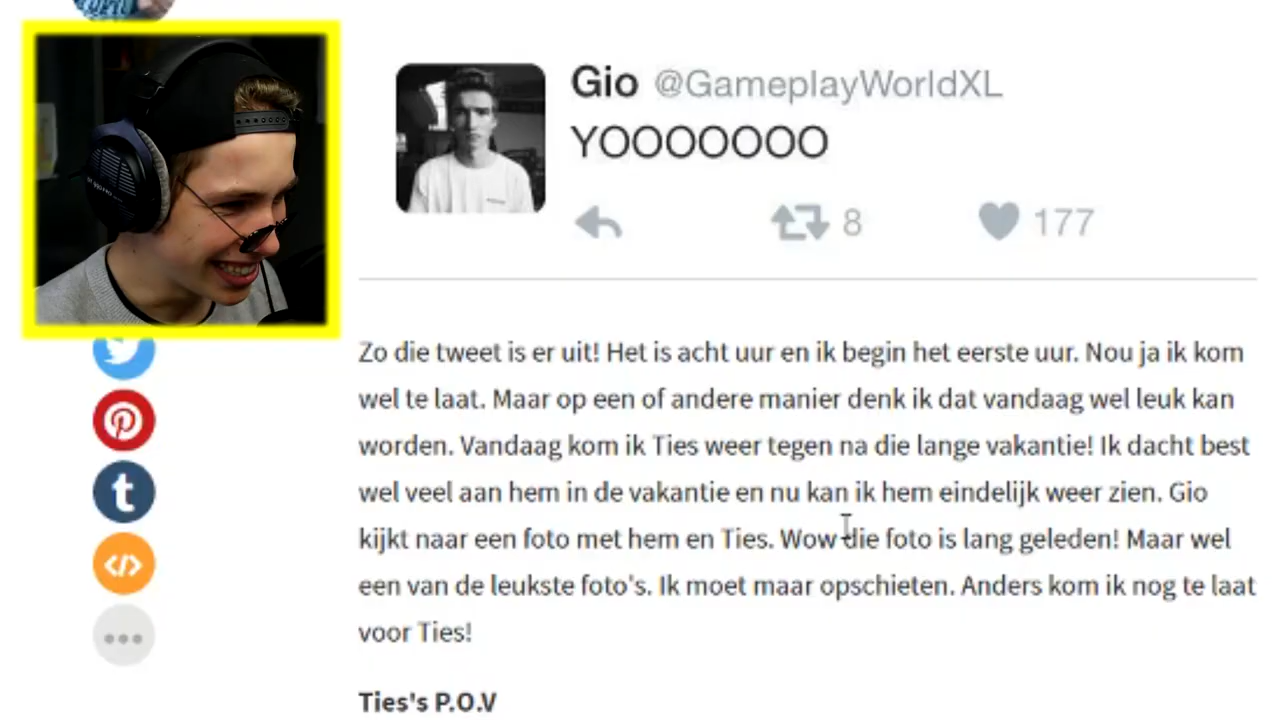 Gio @GameplayWorldXL
YOOOOOOO
8 177
Zo die tweet is er uit! Het is acht uur en ik begin het eerste uur. Nou ja ik kom
wel te laat. Maar op een of andere manier denk ik dat vandaag wel leuk kan
worden. Vandaag kom ik Ties weer tegen na die lange vakantie! Ik dacht best
wel veel aan hem in de vakantie en nu kan ik hem eindelijk weer zien. Gio
kijkt naar een foto met hem en Ties. Wow die foto is lang geleden! Maar wel
een van de leukste foto's. Ik moet maar opschieten. Anders kom ik nog te laat
voor Ties!
Ties's P.O.V